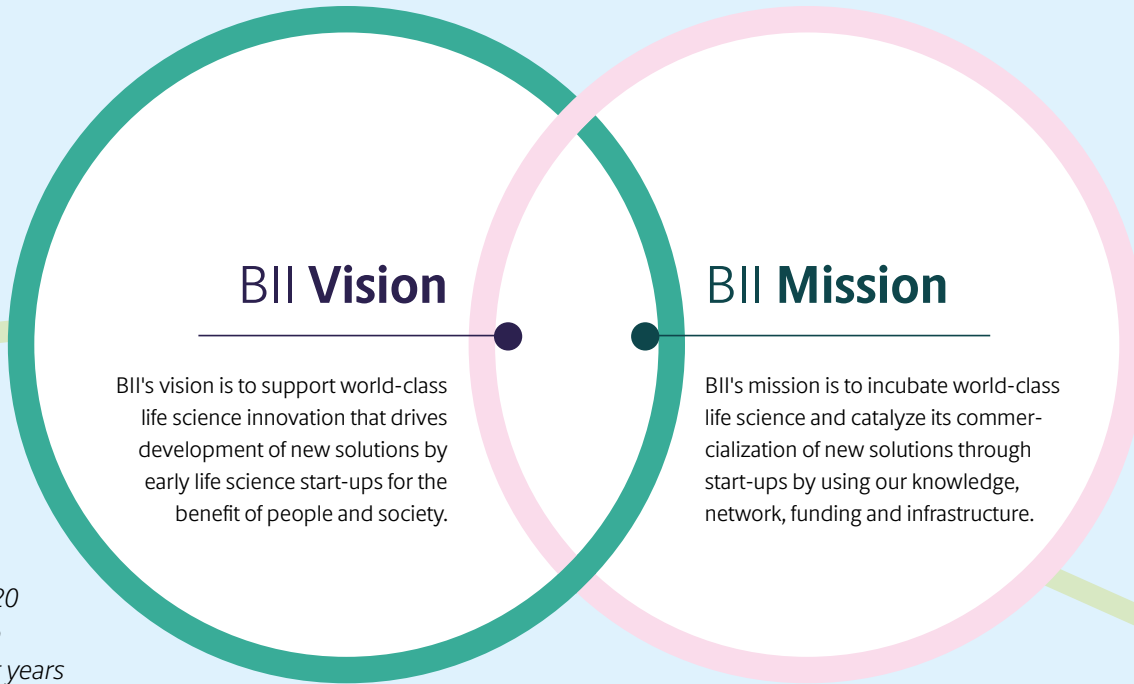 BII Vision
BII's vision is to support world-class
life science innovation that drives
development of new solutions by
early life science start-ups for the
benefit of people and society.
BII Mission
BII's mission is to incubate world-class
life science and catalyze its commer-
cialization of new solutions through
start-ups by using our knowledge,
network, funding and infrastructure.
20
years